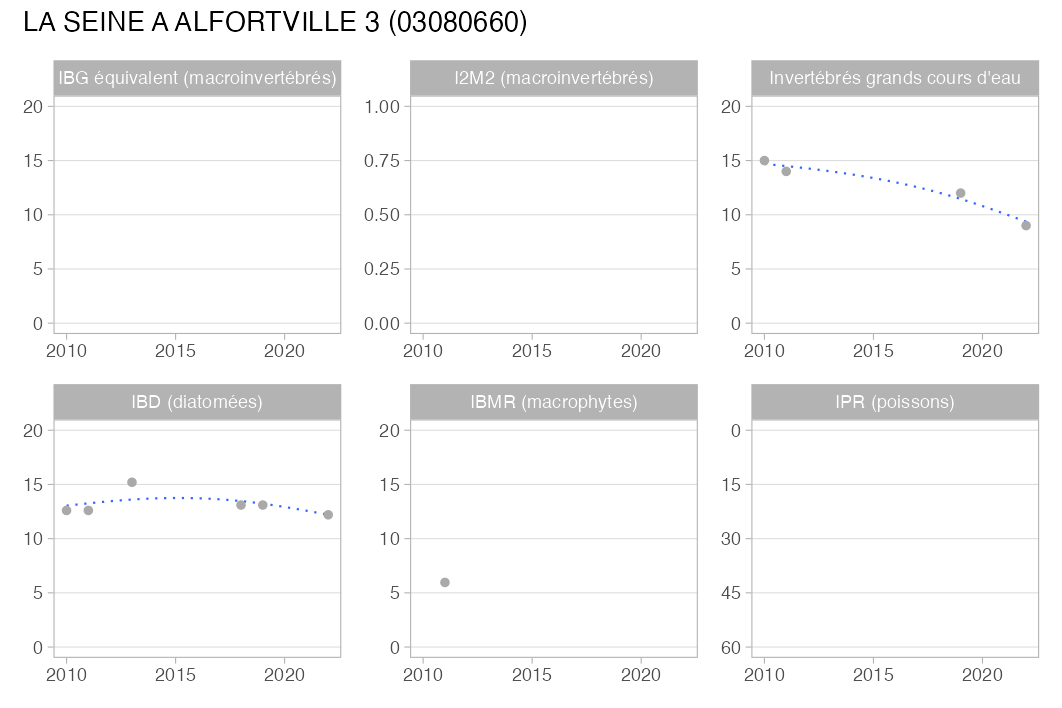 LA SEINE A ALFORTVILLE 3 (03080660)
IBG équivalent (macroinvertébrés)
20
15
10
5
0
2010 2015 2020
I2M2 (macroinvertébrés)
1.00
0.75
0.50
0.25
0.00
2010 2015 2020
Invertébrés grands cours d'eau
20
15
10
5
0
2010 2015 2020
IBD (diatomées)
20
15
10
5
0
2010 2015 2020
IBMR (macrophytes)
20
15
10
5
0
2010 2015 2020
IPR (poissons)
0
15
30
45
60
2010 2015 2020